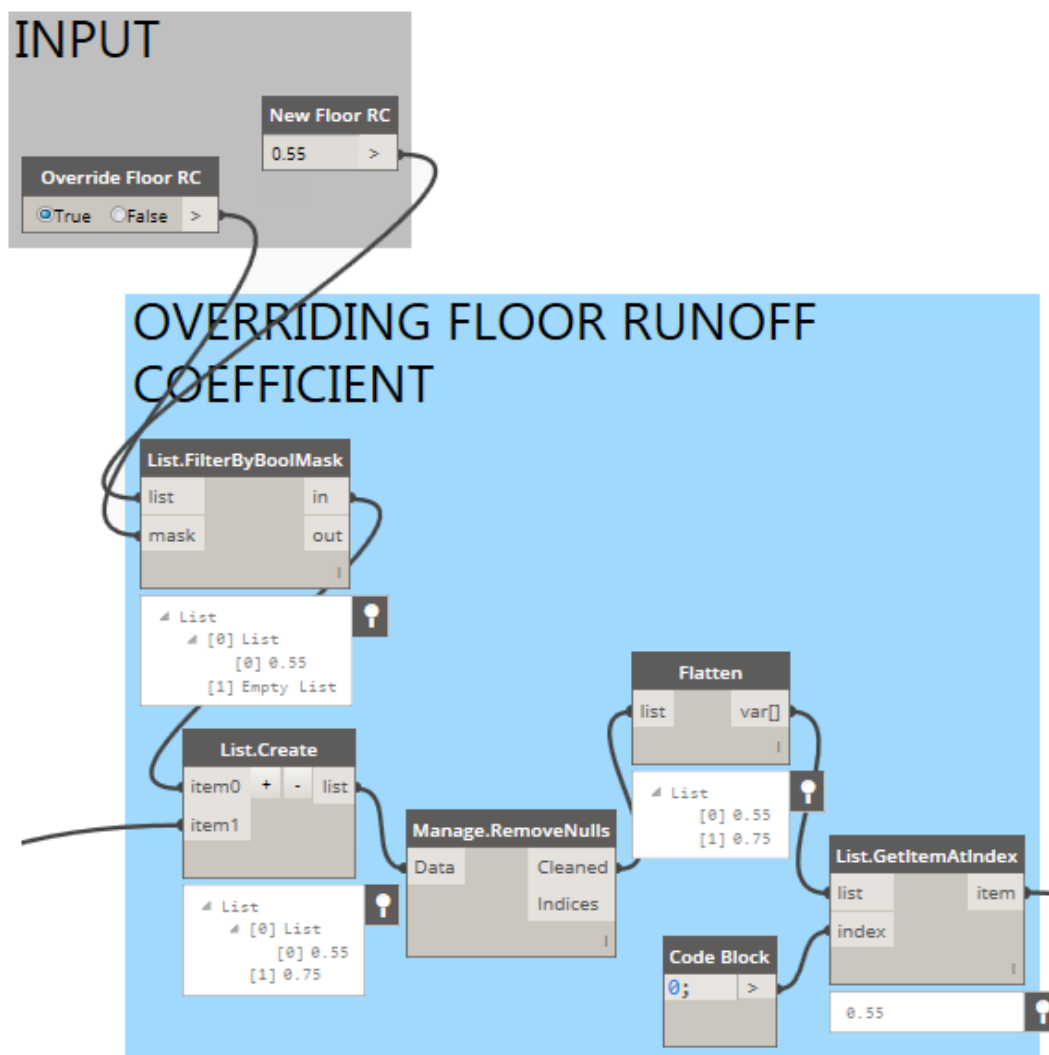 INPUT
New Floor RC
0.55 >
Override Floor RC
True False >
OVERRIDING FLOOR RUNOFF
COEFFICIENT
List.FilterByBoolMask
list in
mask out
l
List
[0] List
[0] 0.55
[1] Empty List
List.Create
item0 + - list
item1
List
[0] List
[0] 0.55
[1] 0.75
Manage.RemoveNulls
Data Cleaned
Indices
l
Flatten
list var[]
l
List
[0] 0.55
[1] 0.75
Code Block
0; >
List.GetItemAtIndex
list item
index
l
0.55